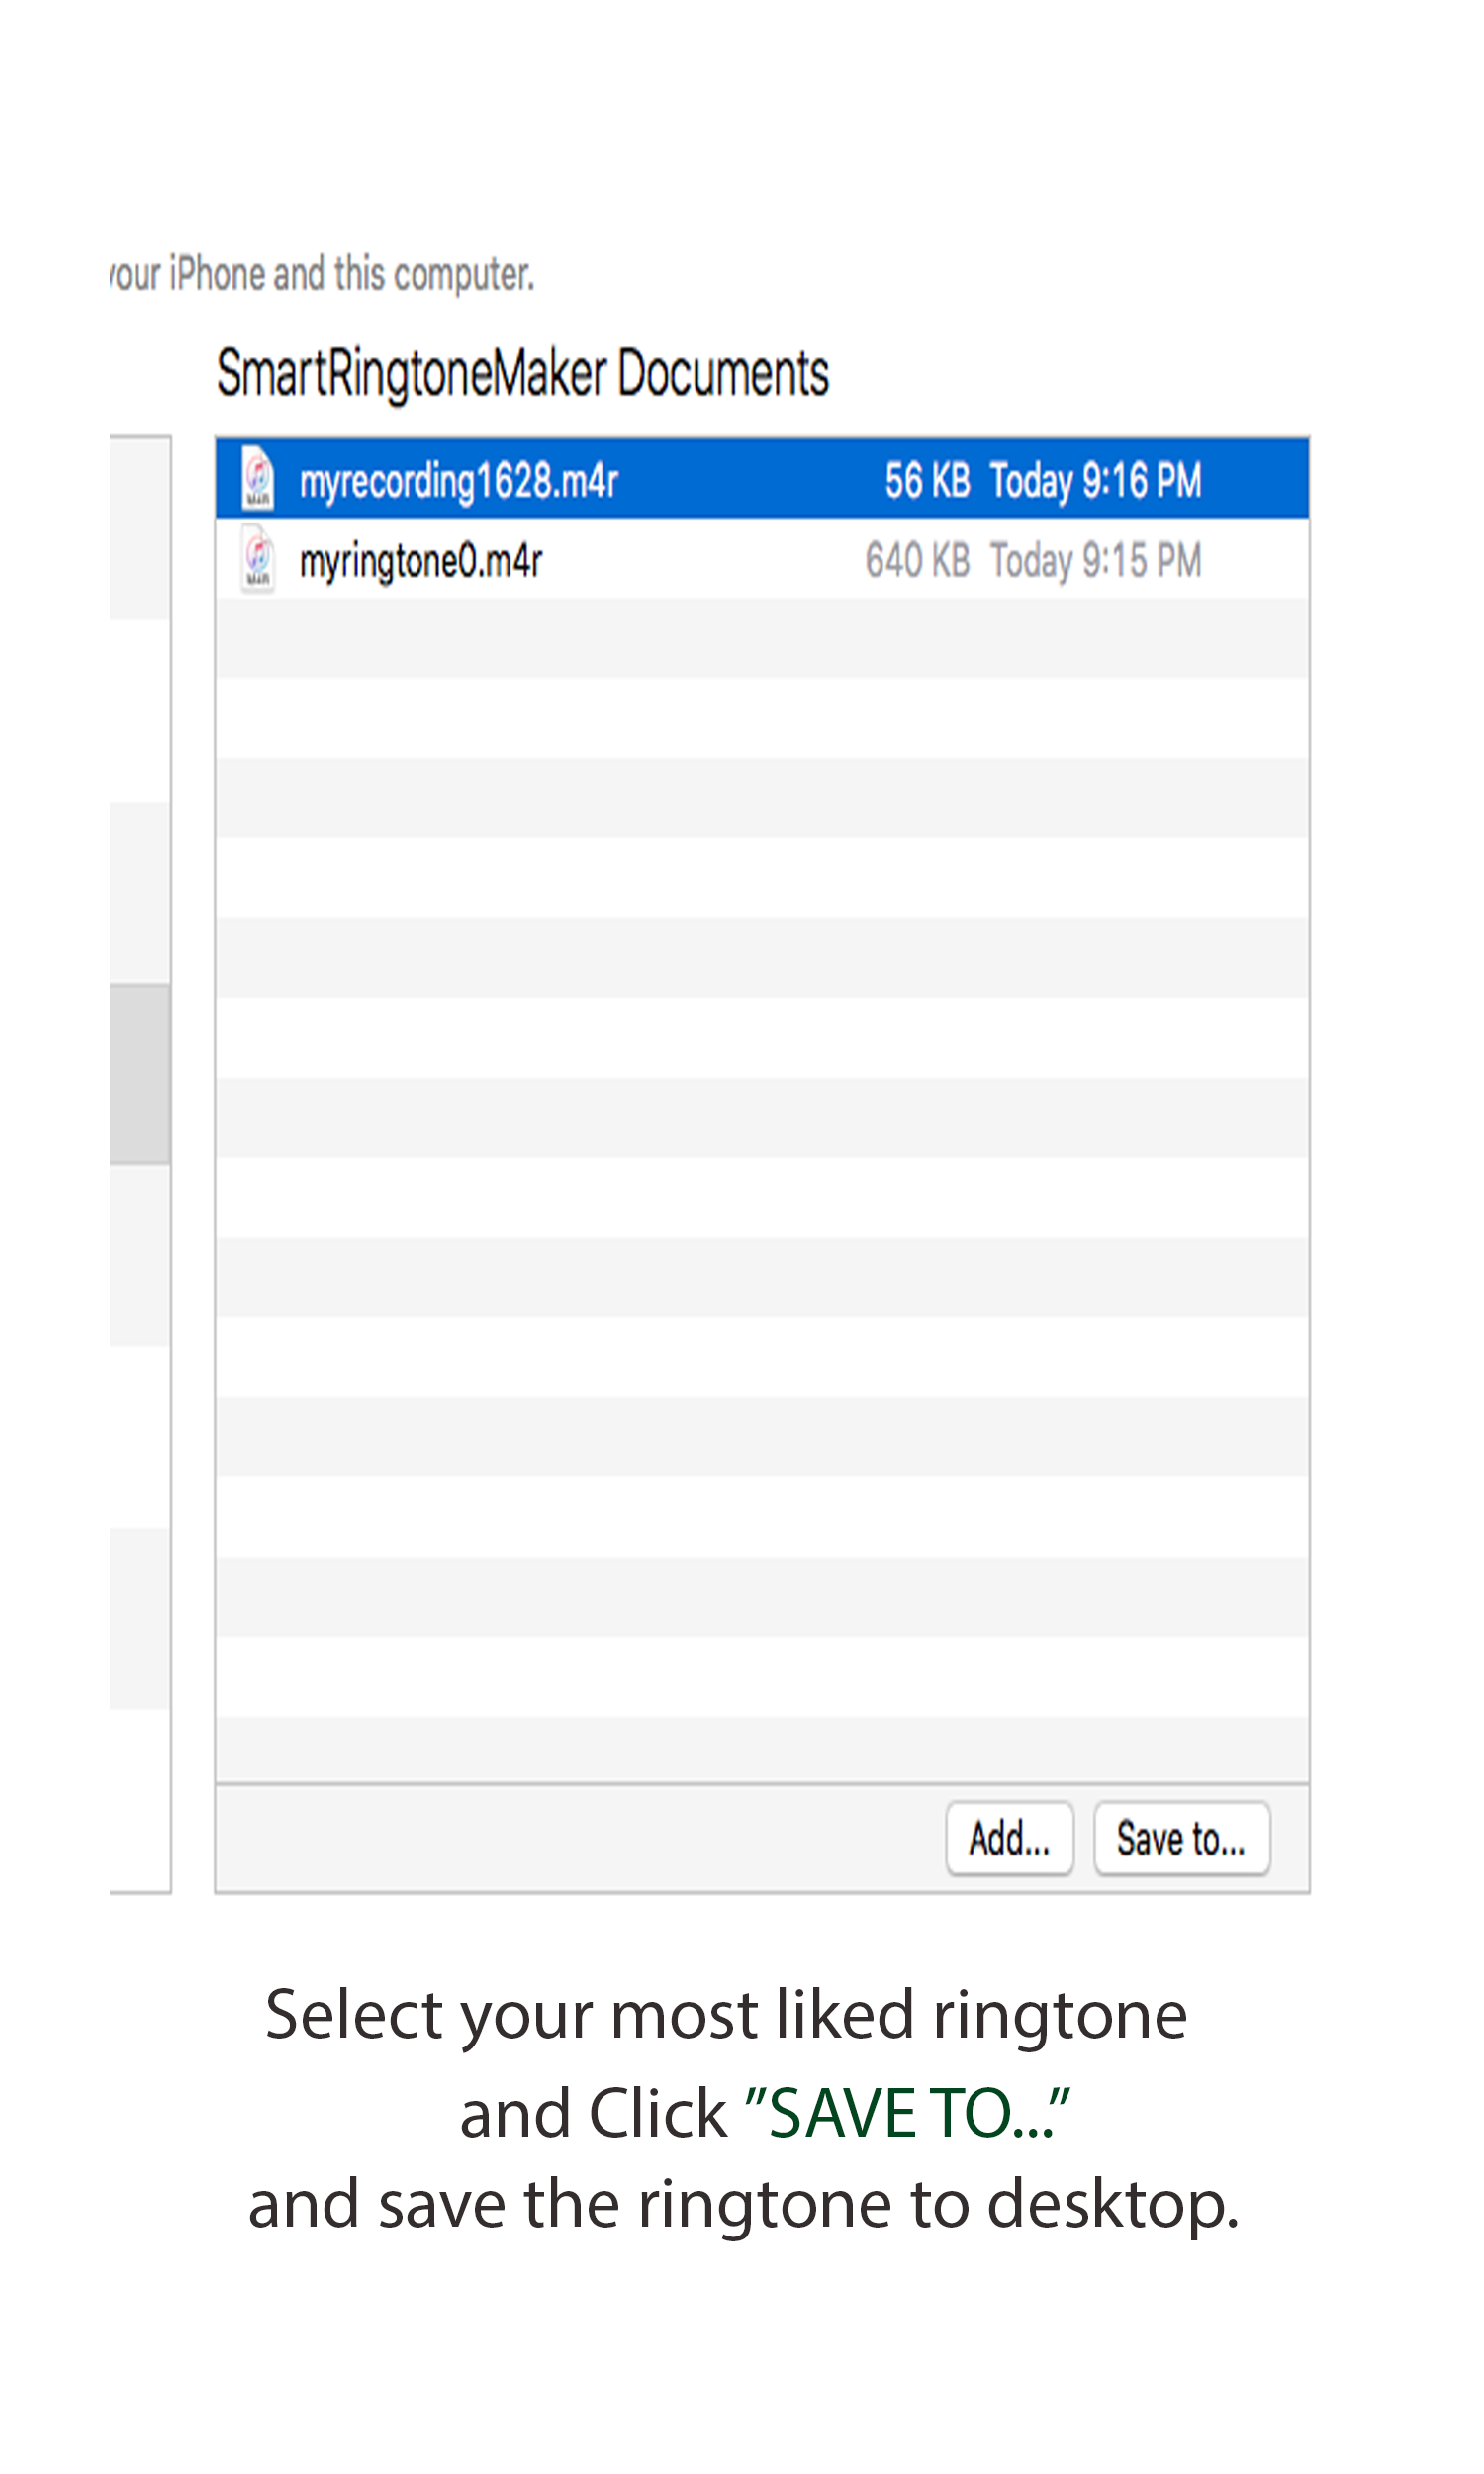 your iPhone and this computer.
SmartRingtoneMaker Documents
myrecording1628.m4r 56 KB Today 9:16 PM
myringtone0.m4r 640 KB Today 9:15 PM
Add... Save to...
Select your most liked ringtone
and Click "SAVE TO..."
and save the ringtone to desktop.